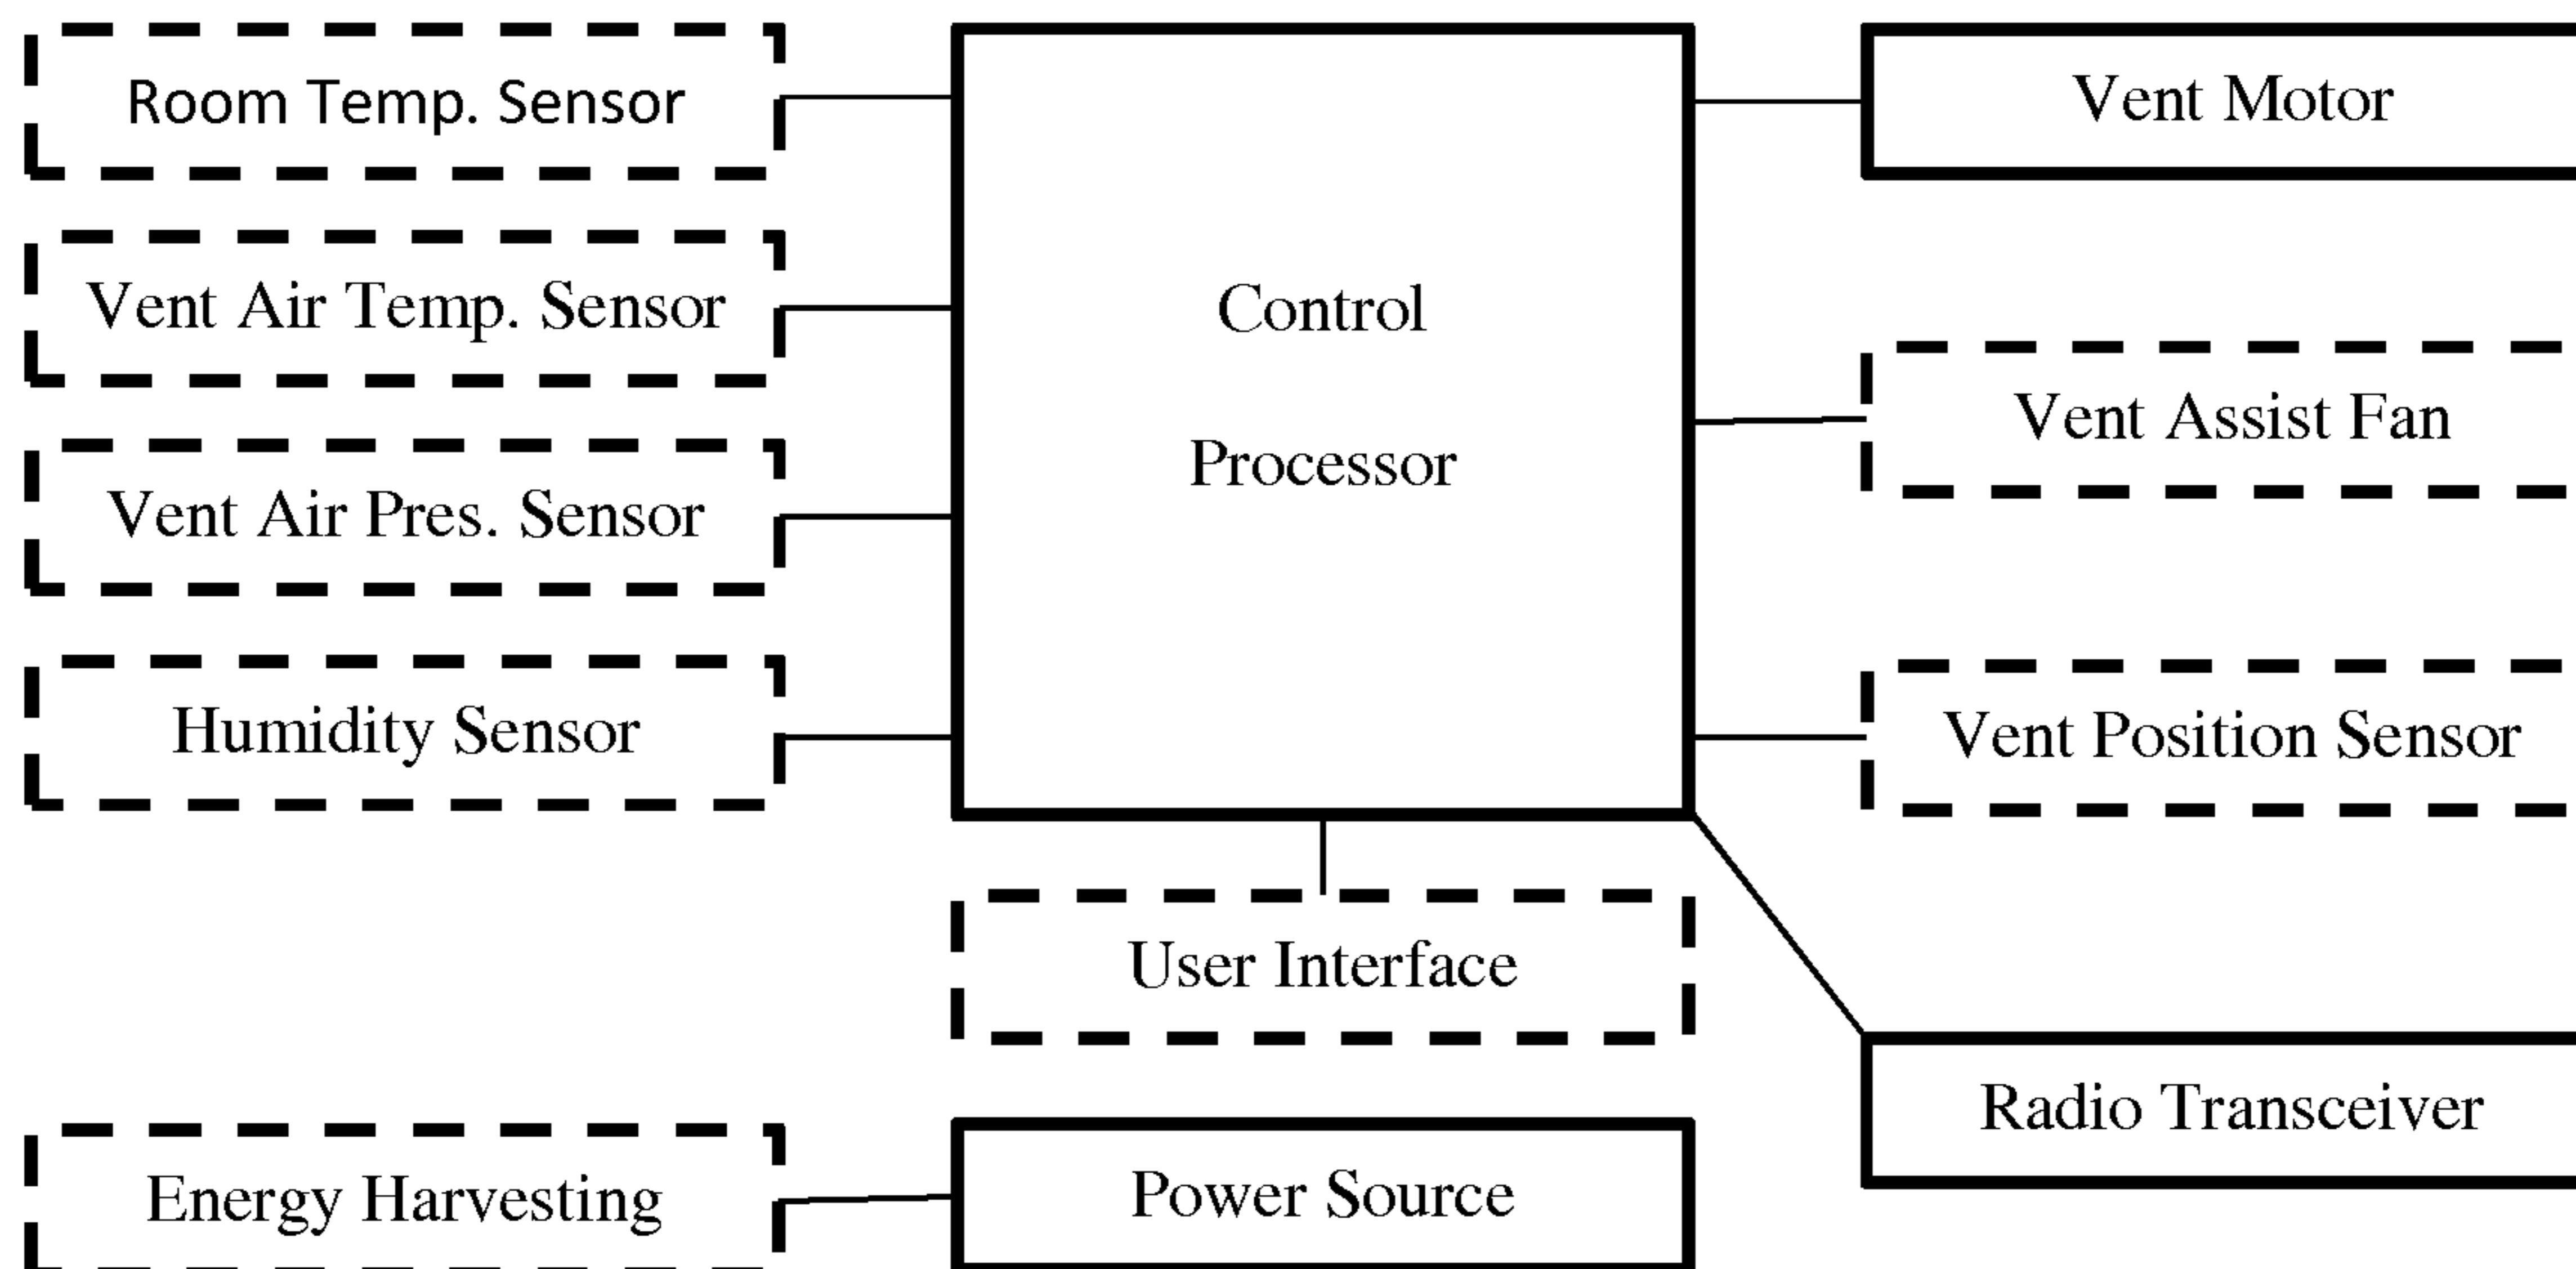 Room Temp. Sensor
Vent Air Temp. Sensor
Vent Air Pres. Sensor
Humidity Sensor
Control
Processor
Vent Motor
Vent Assist Fan
Vent Position Sensor
User Interface
Radio Transceiver
Energy Harvesting
Power Source